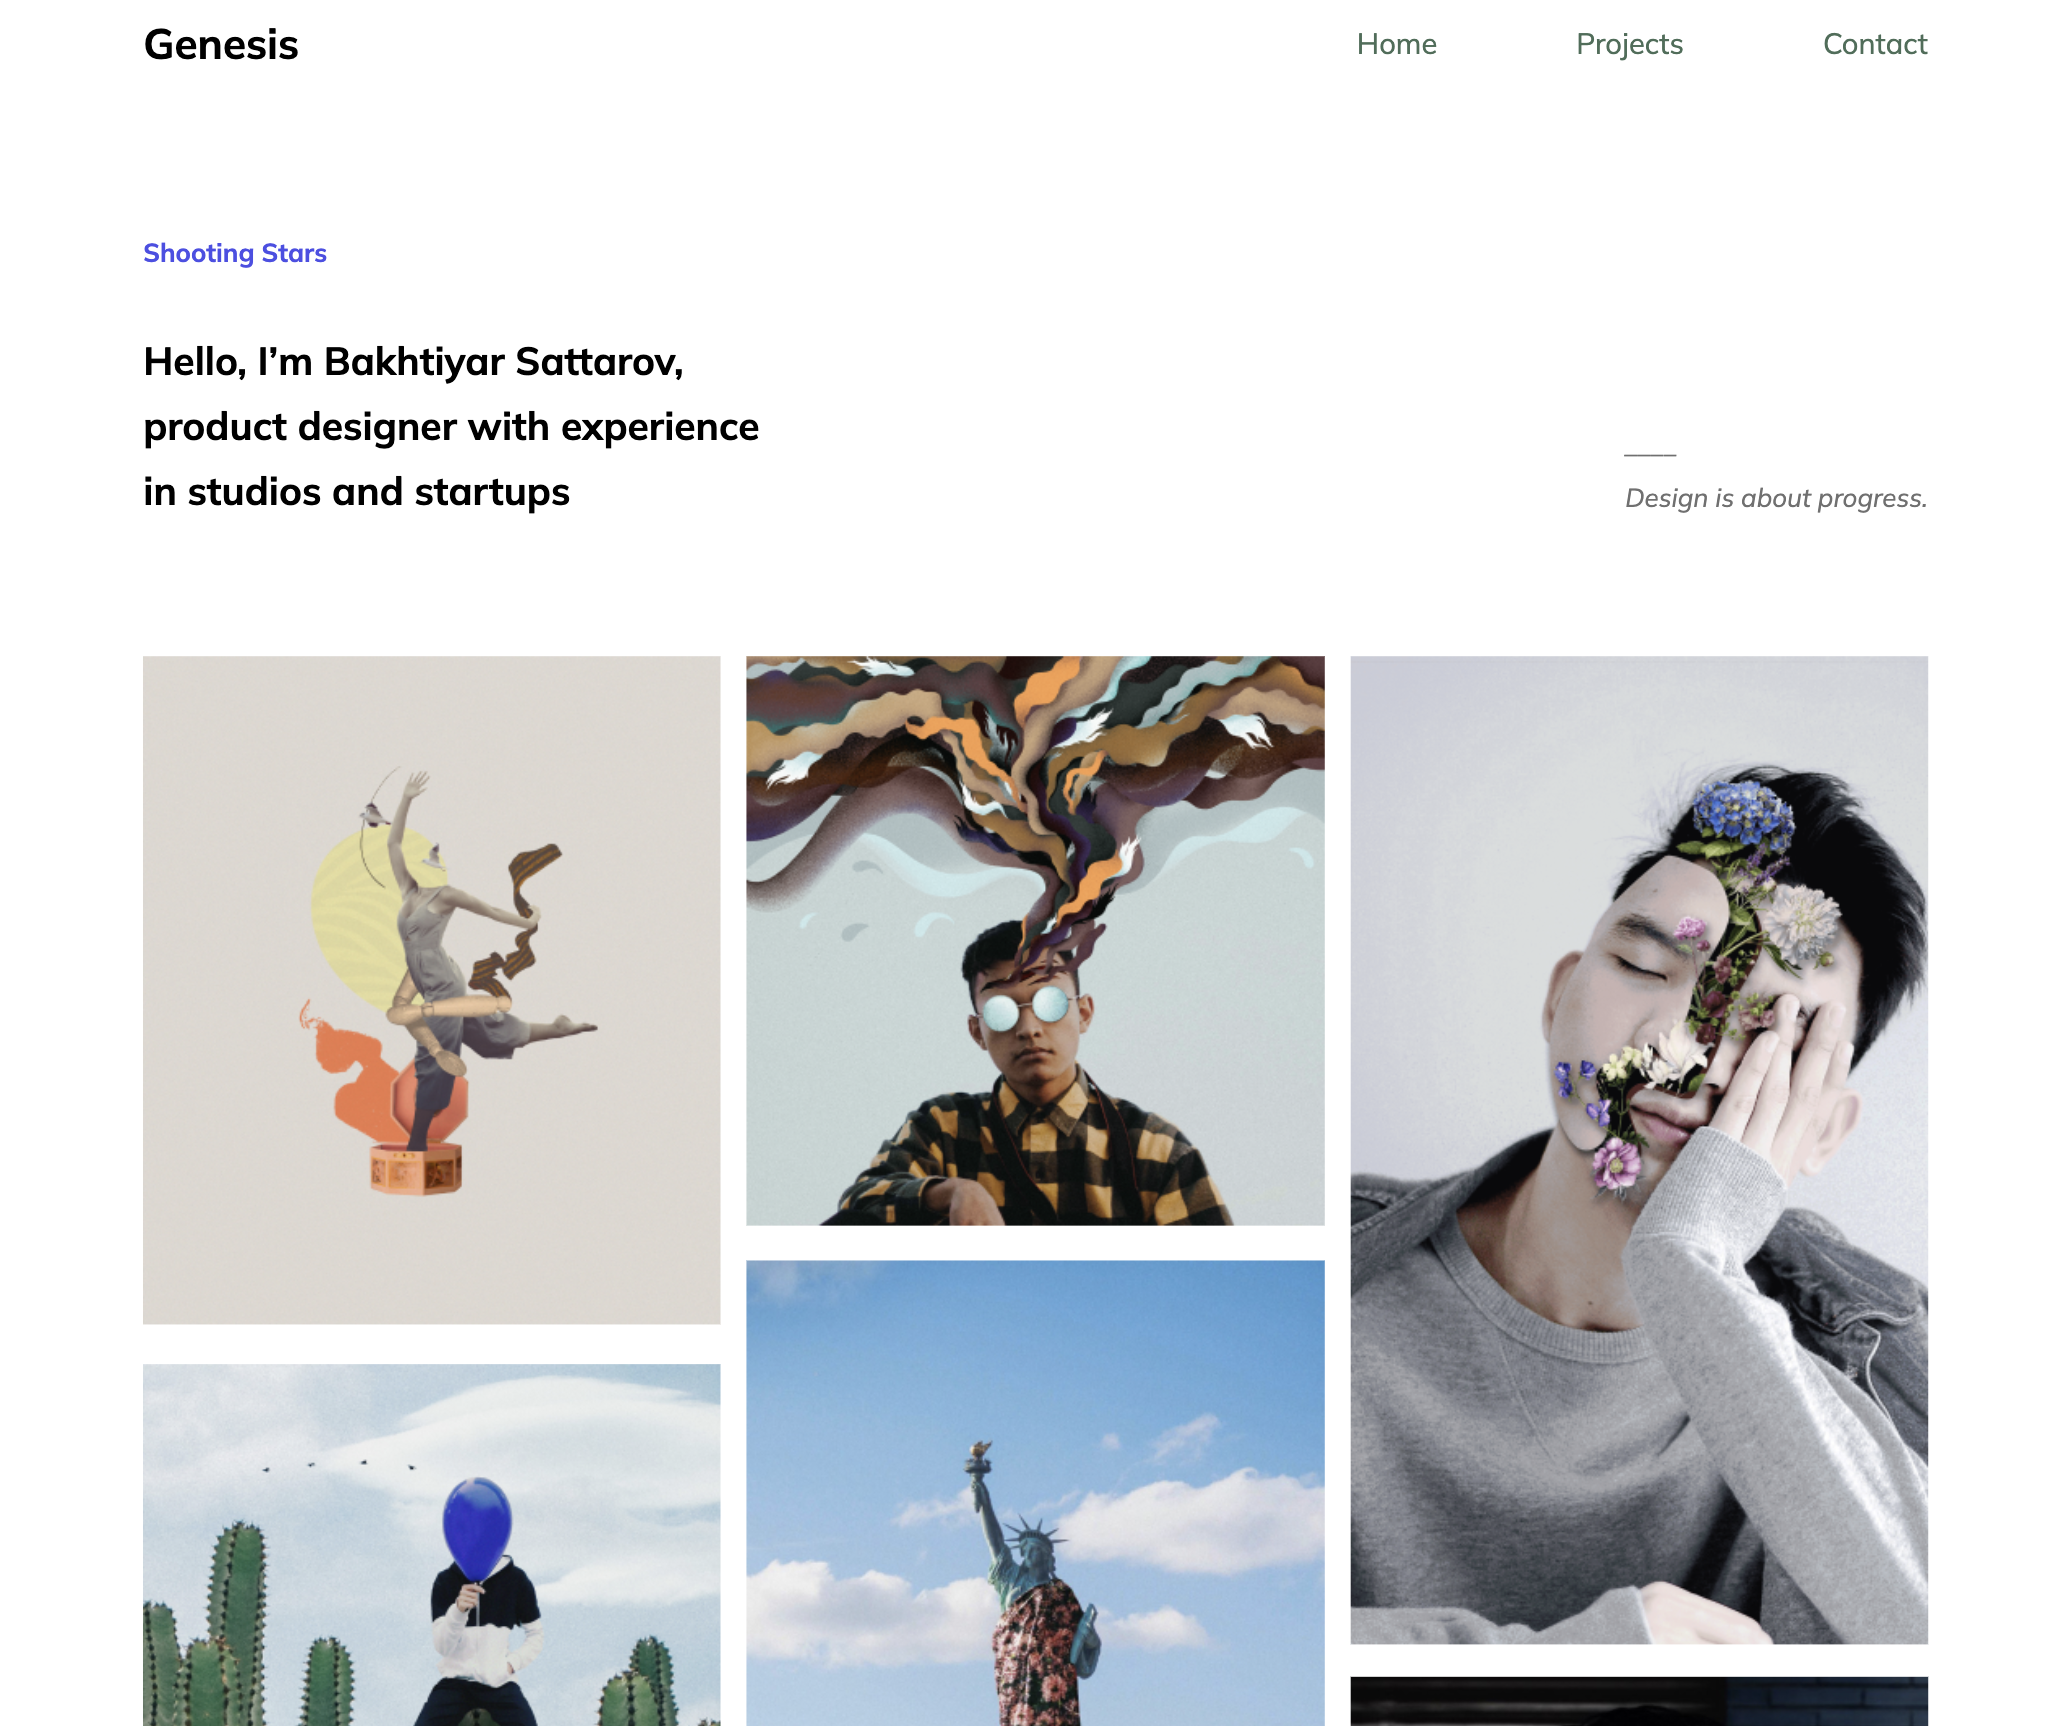 Genesis
Home
Projects
Contact
Shooting Stars
Hello, I’m Bakhtiyar Sattarov,
product designer with experience
in studios and startups
Design is about progress.